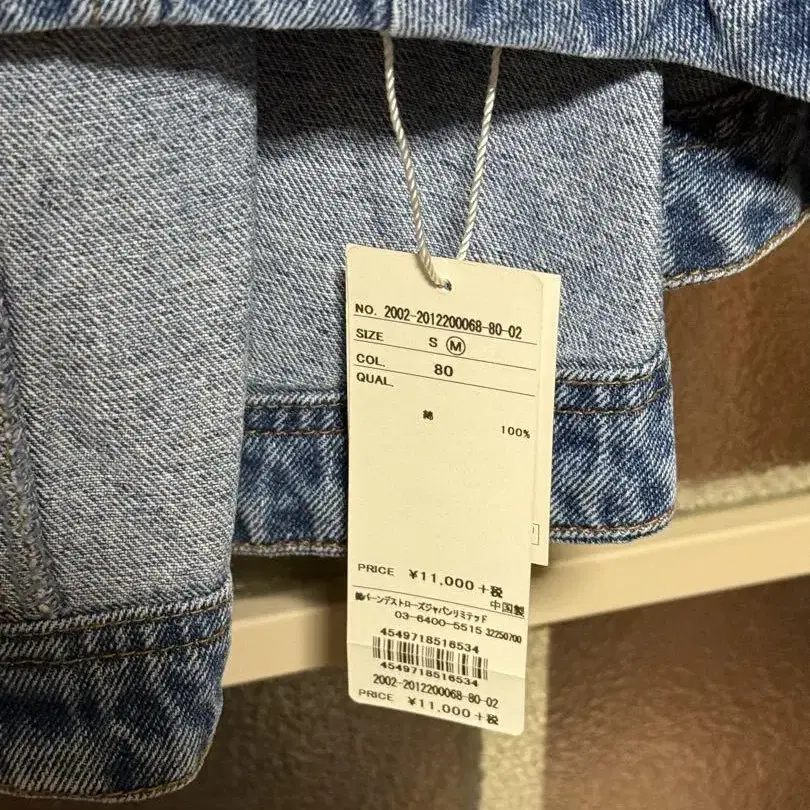 NO. 2002-2012200068-80-02
SIZE S Ⓜ
COL. 80
QUAL.
綿 100%
PRICE ¥11,000+税
中国製
㈱バーンデストローズジャパンリミテッド
03-6400-5515 32250700
4549718516534
4549718516534
2002-2012200068-80-02
PRICE ¥11,000+税